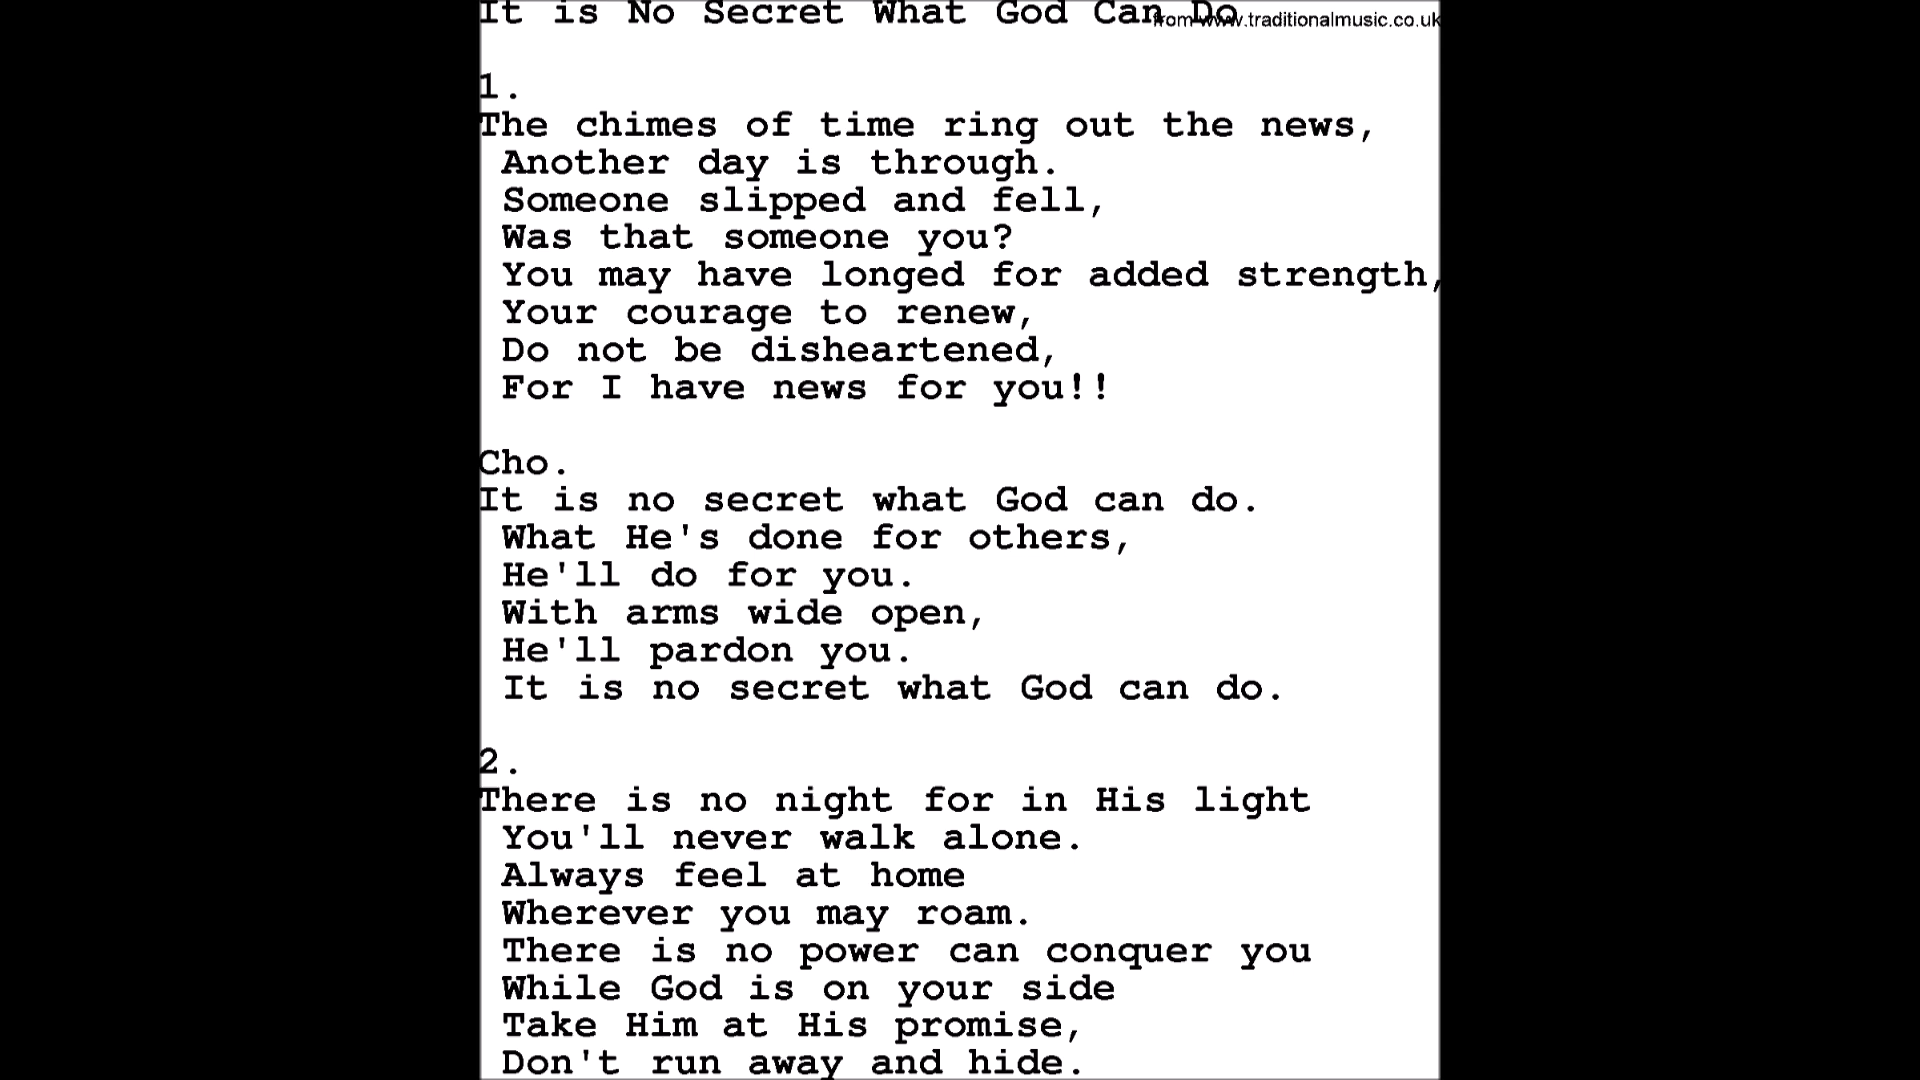 It is No Secret What God Can Do
from www.traditionalmusic.co.uk
1.
The chimes of time ring out the news,
Another day is through.
Someone slipped and fell,
Was that someone you?
You may have longed for added strength,
Your courage to renew,
Do not be disheartened,
For I have news for you!!
Cho.
It is no secret what God can do.
What He's done for others,
He'll do for you.
With arms wide open,
He'll pardon you.
It is no secret what God can do.
2.
There is no night for in His light
You'll never walk alone.
Always feel at home
Wherever you may roam.
There is no power can conquer you
While God is on your side
Take Him at His promise,
Don't run away and hide.